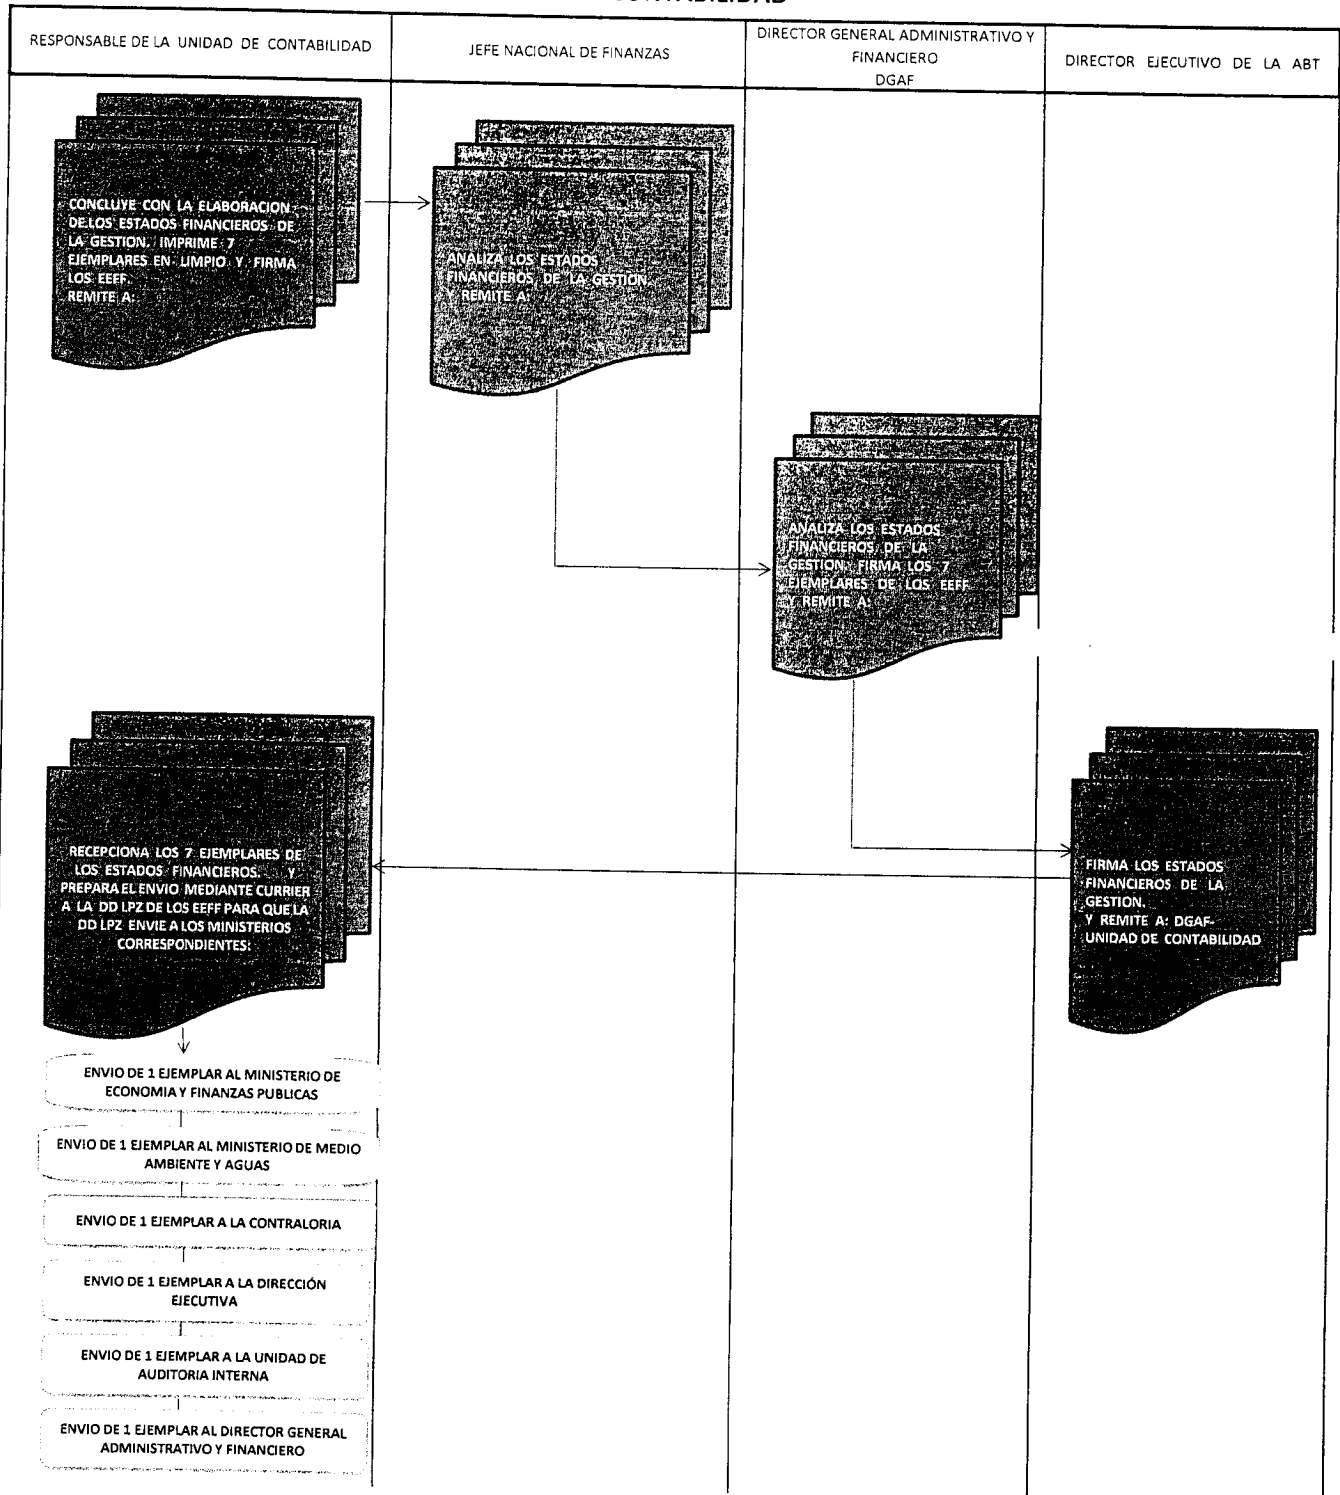 RESPONSABLE DE LA UNIDAD DE CONTABILIDAD
JEFE NACIONAL DE FINANZAS
DIRECTOR GENERAL ADMINISTRATIVO Y
FINANCIERO
DGAF
DIRECTOR EJECUTIVO DE LA ABT
CONCLUYE CON LA ELABORACION
DE LOS ESTADOS FINANCIEROS DE
LA GESTION. IMPRIME 7
EJEMPLARES EN LIMPIO Y FIRMA
LOS EEFF.
REMITE A:
ANALIZA LOS ESTADOS
FINANCIEROS DE LA GESTION
Y REMITE A:
ANALIZA LOS ESTADOS
FINANCIEROS DE LA
GESTION. FIRMA LOS 7
EJEMPLARES DE LOS EEFF
Y REMITE A:
FIRMA LOS ESTADOS
FINANCIEROS DE LA
GESTION.
Y REMITE A: DGAF-
UNIDAD DE CONTABILIDAD
RECEPCIONA LOS 7 EJEMPLARES DE
LOS ESTADOS FINANCIEROS. Y
PREPARA EL ENVIO MEDIANTE CURRIER
A LA DD LPZ DE LOS EEFF PARA QUE LA
DD LPZ ENVIE A LOS MINISTERIOS
CORRESPONDIENTES:
ENVIO DE 1 EJEMPLAR AL MINISTERIO DE
ECONOMIA Y FINANZAS PUBLICAS
ENVIO DE 1 EJEMPLAR AL MINISTERIO DE MEDIO
AMBIENTE Y AGUAS
ENVIO DE 1 EJEMPLAR A LA CONTRALORIA
ENVIO DE 1 EJEMPLAR A LA DIRECCIÓN
EJECUTIVA
ENVIO DE 1 EJEMPLAR A LA UNIDAD DE
AUDITORIA INTERNA
ENVIO DE 1 EJEMPLAR AL DIRECTOR GENERAL
ADMINISTRATIVO Y FINANCIERO